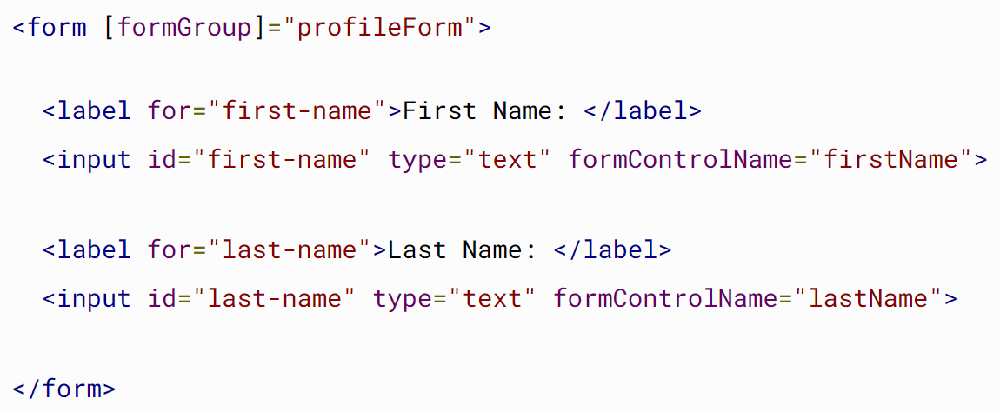 <form [formGroup]="profileForm">
<label for="first-name">First Name: </label>
<input id="first-name" type="text" formControlName="firstName">
<label for="last-name">Last Name: </label>
<input id="last-name" type="text" formControlName="lastName">
</form>